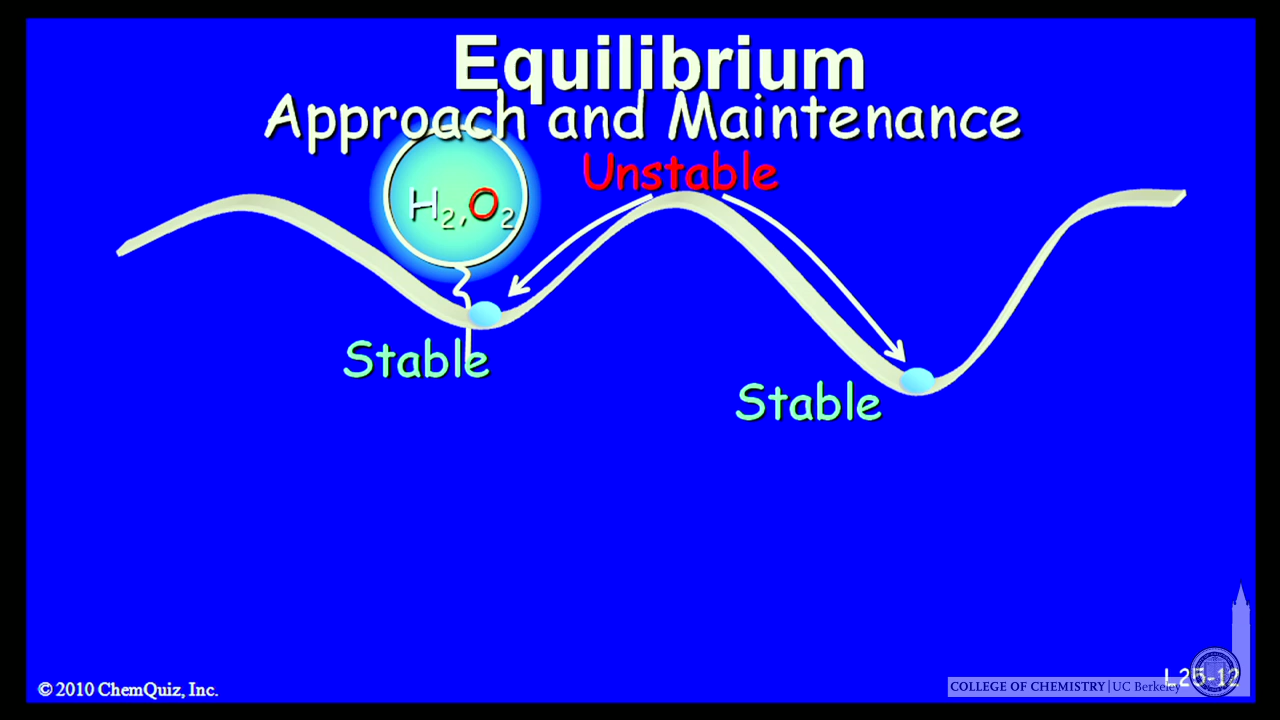 Equilibrium
Approach and Maintenance
Unstable
H₂,O₂
Stable
Stable
© 2010 ChemQuiz, Inc.
L25-12
COLLEGE OF CHEMISTRY | UC Berkeley